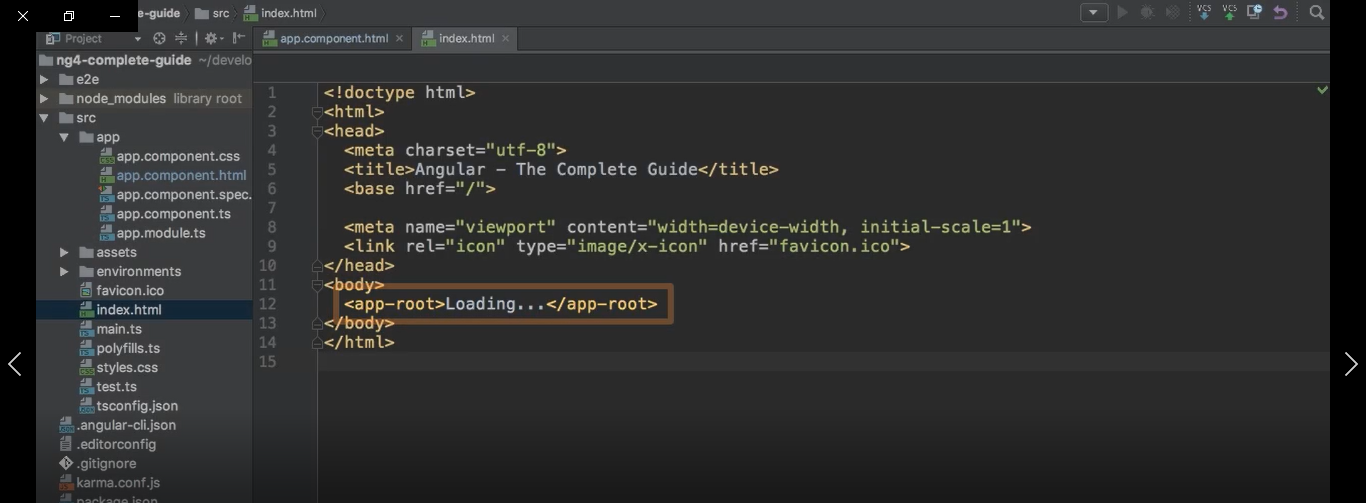 e-guide src index.html
VCS VCS
Project
app.component.html index.html
ng4-complete-guide ~/develo
e2e
node_modules library root
src
app
app.component.css
app.component.html
app.component.spec.
app.component.ts
app.module.ts
assets
environments
favicon.ico
index.html
main.ts
polyfills.ts
styles.css
test.ts
tsconfig.json
.angular-cli.json
.editorconfig
.gitignore
karma.conf.js
package.json
1 <!doctype html>
2 <html>
3 <head>
4 <meta charset="utf-8">
5 <title>Angular - The Complete Guide</title>
6 <base href="/">
7
8 <meta name="viewport" content="width=device-width, initial-scale=1">
9 <link rel="icon" type="image/x-icon" href="favicon.ico">
10 </head>
11 <body>
12 <app-root>Loading...</app-root>
13 </body>
14 </html>
15